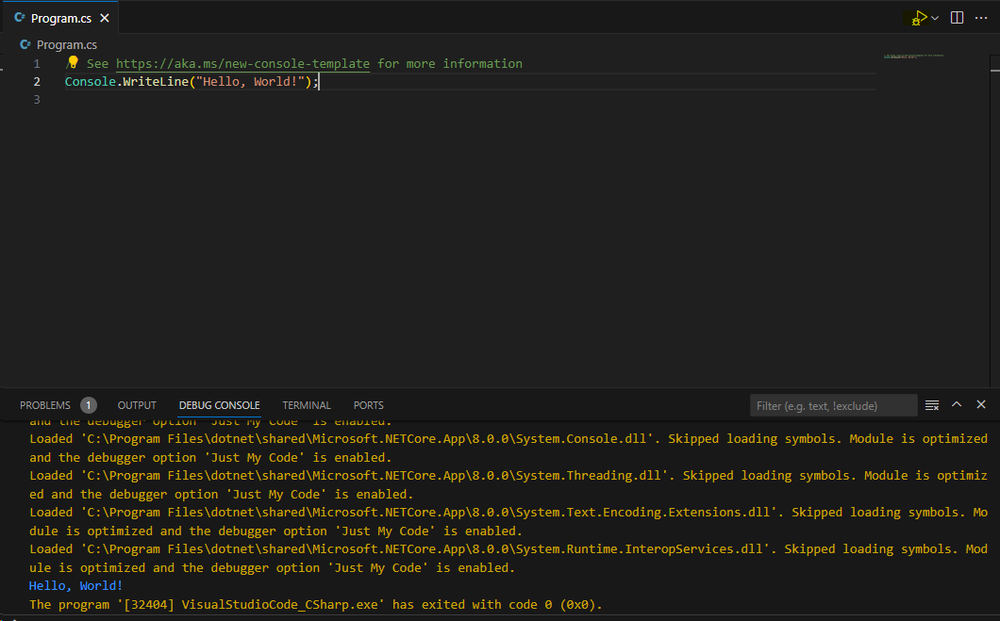 C# Program.cs
C# Program.cs
1 / See https://aka.ms/new-console-template for more information
2 Console.WriteLine("Hello, World!");
3
PROBLEMS 1 OUTPUT DEBUG CONSOLE TERMINAL PORTS Filter (e.g. text, !exclude)
and the debugger option 'Just My Code' is enabled.
Loaded 'C:\Program Files\dotnet\shared\Microsoft.NETCore.App\8.0.0\System.Console.dll'. Skipped loading symbols. Module is optimized
and the debugger option 'Just My Code' is enabled.
Loaded 'C:\Program Files\dotnet\shared\Microsoft.NETCore.App\8.0.0\System.Threading.dll'. Skipped loading symbols. Module is optimiz
ed and the debugger option 'Just My Code' is enabled.
Loaded 'C:\Program Files\dotnet\shared\Microsoft.NETCore.App\8.0.0\System.Text.Encoding.Extensions.dll'. Skipped loading symbols. Mo
dule is optimized and the debugger option 'Just My Code' is enabled.
Loaded 'C:\Program Files\dotnet\shared\Microsoft.NETCore.App\8.0.0\System.Runtime.InteropServices.dll'. Skipped loading symbols. Mod
ule is optimized and the debugger option 'Just My Code' is enabled.
Hello, World!
The program '[32404] VisualStudioCode_CSharp.exe' has exited with code 0 (0x0).